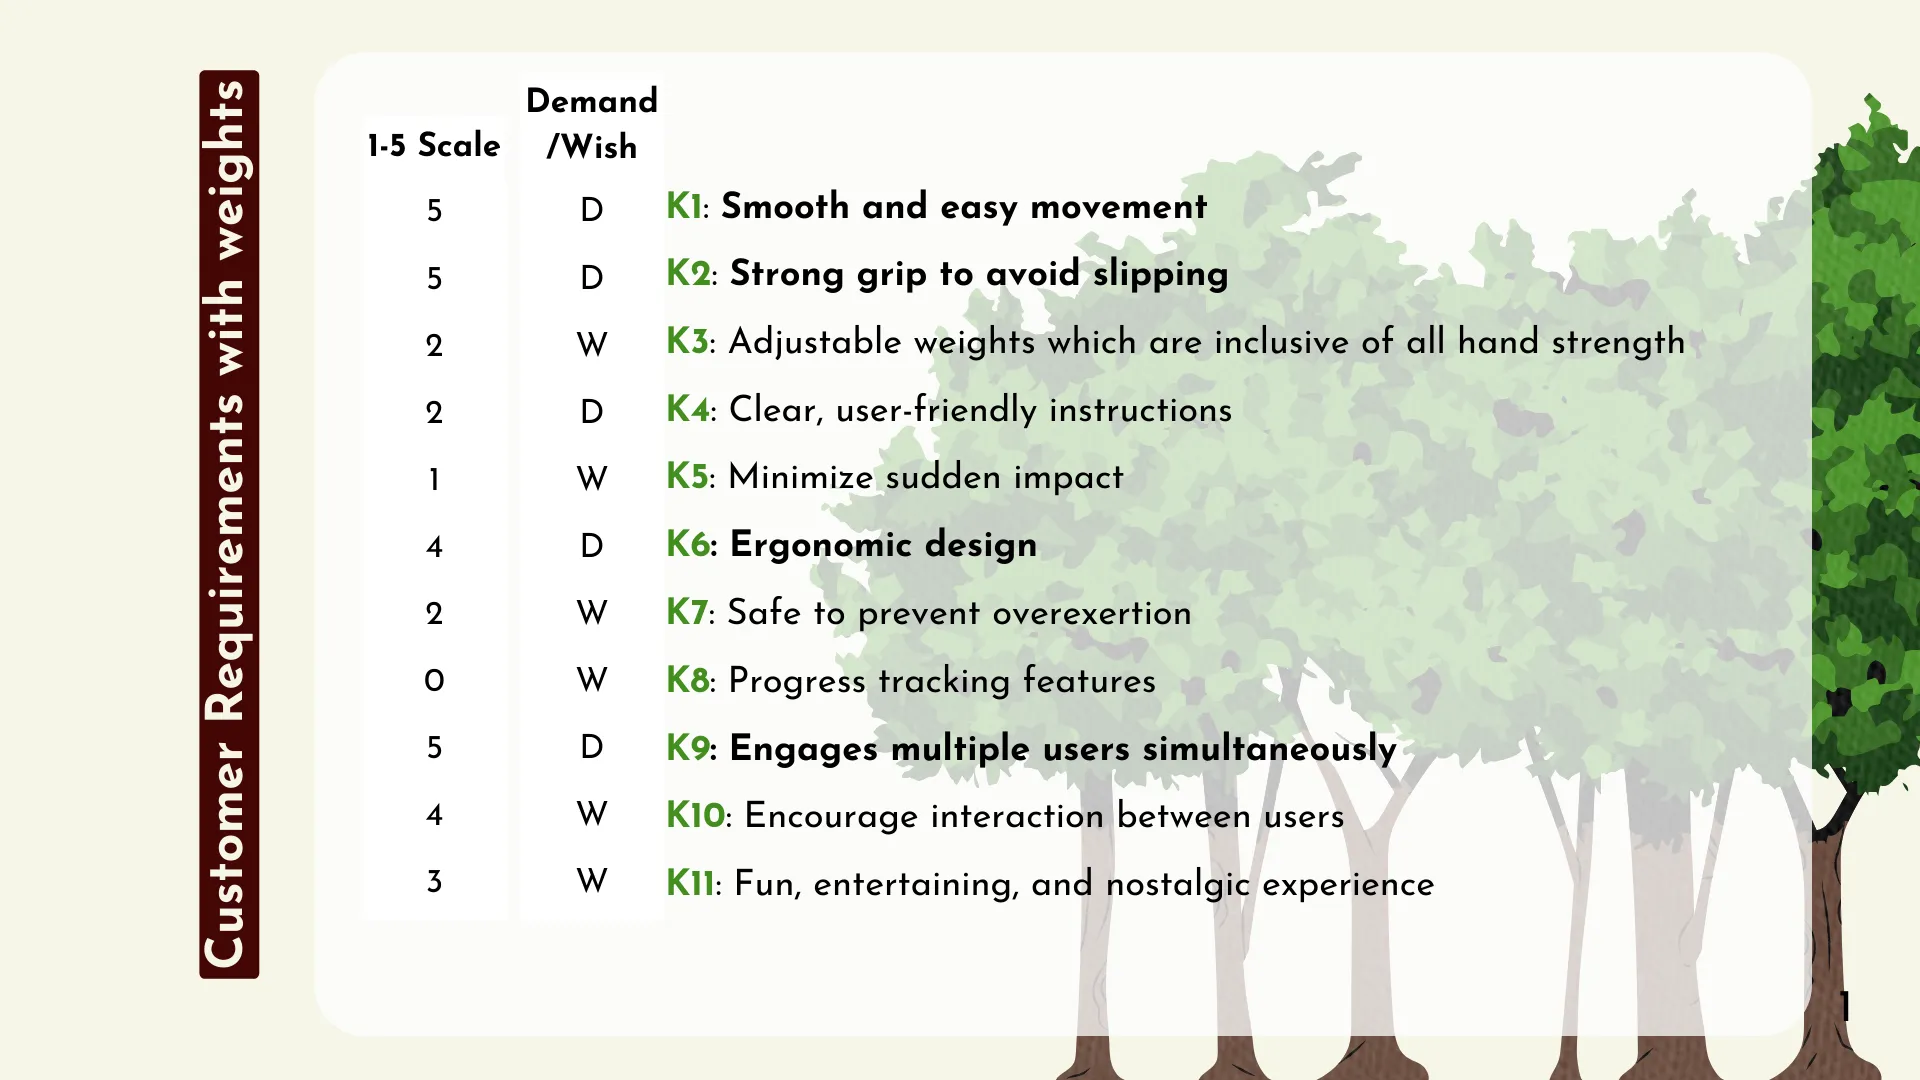 Customer Requirements with weights
1-5 Scale Demand
/Wish
5 D K1: Smooth and easy movement
5 D K2: Strong grip to avoid slipping
2 W K3: Adjustable weights which are inclusive of all hand strength
2 D K4: Clear, user-friendly instructions
1 W K5: Minimize sudden impact
4 D K6: Ergonomic design
2 W K7: Safe to prevent overexertion
0 W K8: Progress tracking features
5 D K9: Engages multiple users simultaneously
4 W K10: Encourage interaction between users
3 W K11: Fun, entertaining, and nostalgic experience
1